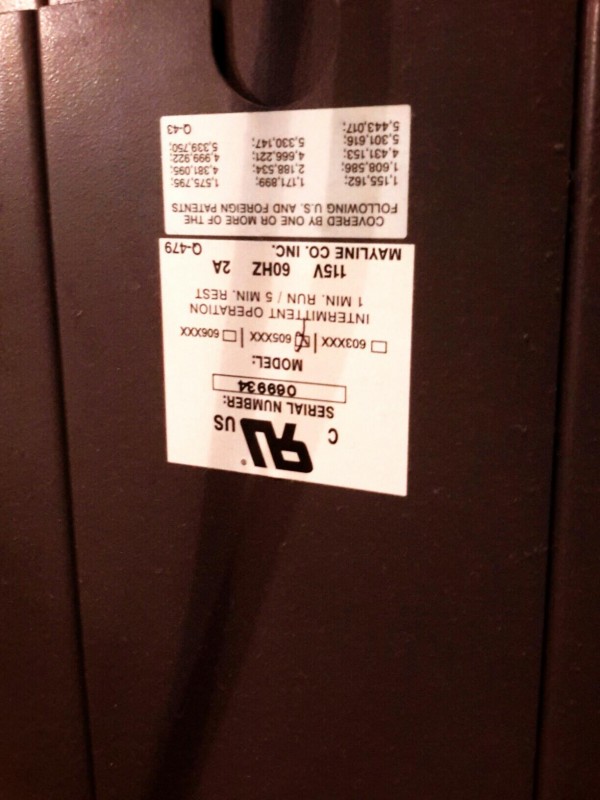 C RU® US
SERIAL NUMBER:
069934
MODEL:
603XXX | 605XXX | 606XXX
INTERMITTENT OPERATION
1 MIN. RUN / 5 MIN. REST
115V 60HZ 2A
MAYLINE CO. INC. Q-479
COVERED BY ONE OR MORE OF THE
FOLLOWING U.S. AND FOREIGN PATENTS
1,155,162; 1,171,899; 1,575,795;
1,608,586; 2,188,534; 4,381,095
4,431,153; 4,666,221; 4,999,922
5,301,616; 5,330,147; 5,339,750;
5,443,017; Q-43